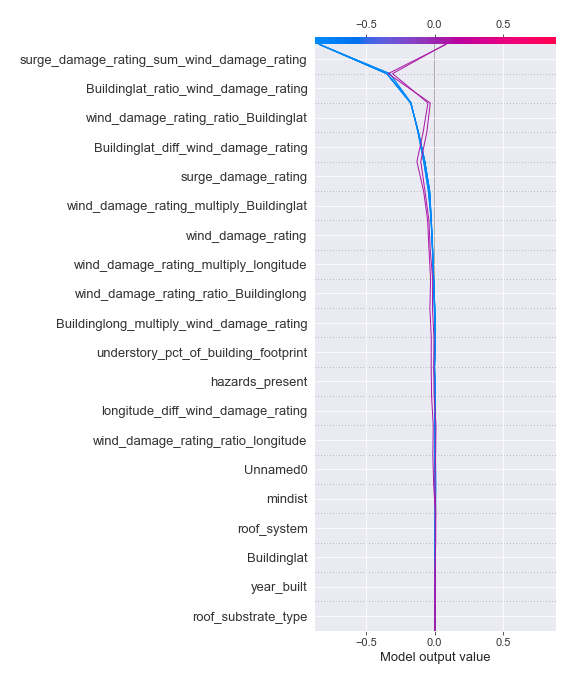 −0.5 0.0 0.5
surge_damage_rating_sum_wind_damage_rating
Buildinglat_ratio_wind_damage_rating
wind_damage_rating_ratio_Buildinglat
Buildinglat_diff_wind_damage_rating
surge_damage_rating
wind_damage_rating_multiply_Buildinglat
wind_damage_rating
wind_damage_rating_multiply_longitude
wind_damage_rating_ratio_Buildinglong
Buildinglong_multiply_wind_damage_rating
understory_pct_of_building_footprint
hazards_present
longitude_diff_wind_damage_rating
wind_damage_rating_ratio_longitude
Unnamed0
mindist
roof_system
Buildinglat
year_built
roof_substrate_type
−0.5 0.0 0.5
Model output value